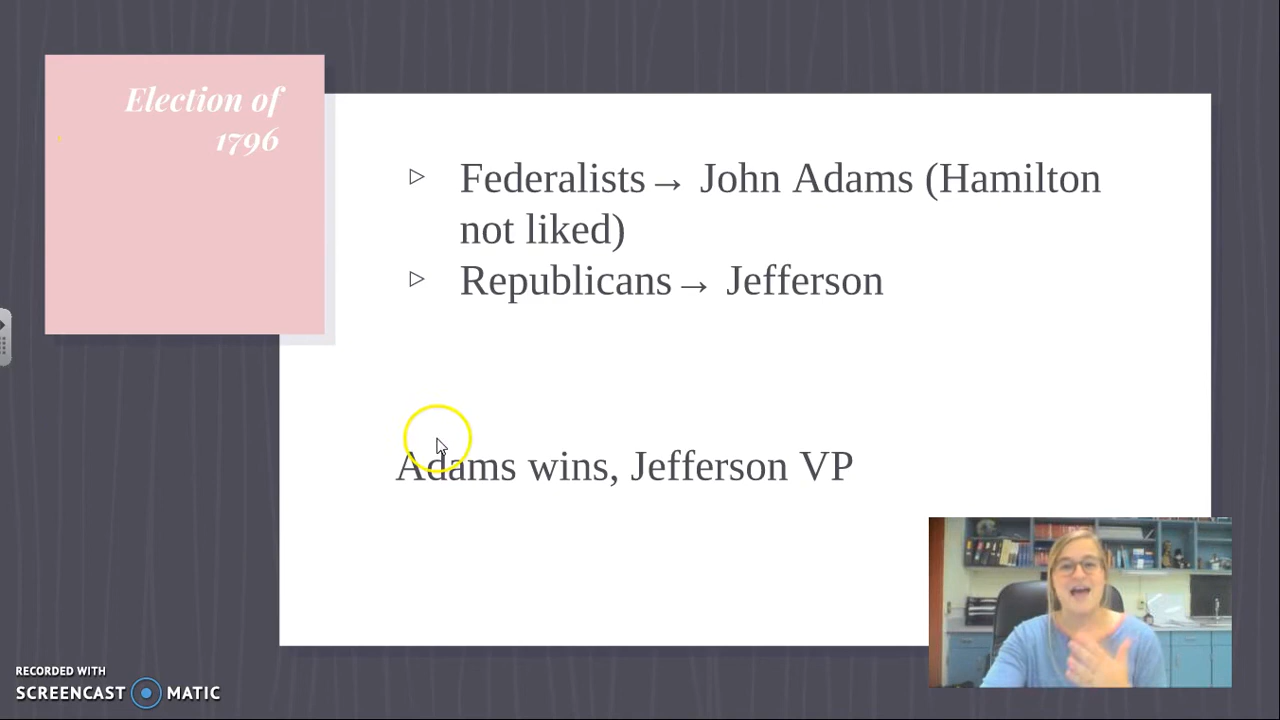 Election of
1796
▷ Federalists→ John Adams (Hamilton
not liked)
▷ Republicans→ Jefferson
Adams wins, Jefferson VP
RECORDED WITH
SCREENCAST MATIC